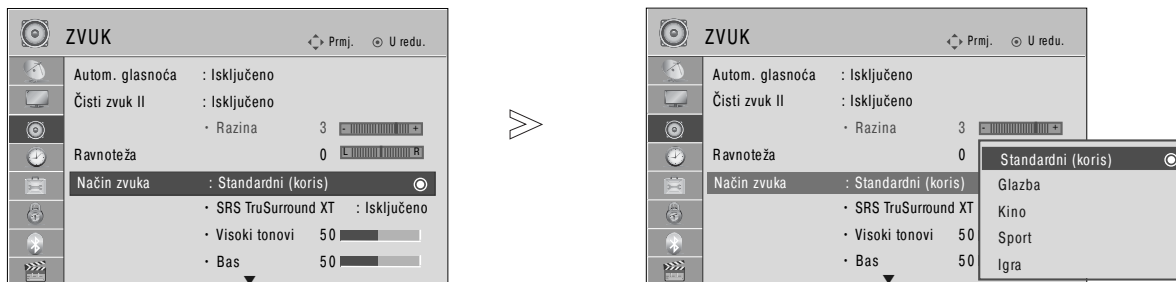 ZVUK Prmj. U redu.
Autom. glasnoća : Isključeno
Čisti zvuk II : Isključeno
• Razina 3 - +
Ravnoteža 0 L R
Način zvuka : Standardni (koris)
• SRS TruSurround XT : Isključeno
• Visoki tonovi 50
• Bas 50
>
ZVUK Prmj. U redu.
Autom. glasnoća : Isključeno
Čisti zvuk II : Isključeno
• Razina 3 - +
Ravnoteža 0
Način zvuka : Standardni (koris)
• SRS TruSurround XT
• Visoki tonovi 50
• Bas 50
Standardni (koris)
Glazba
Kino
Sport
Igra